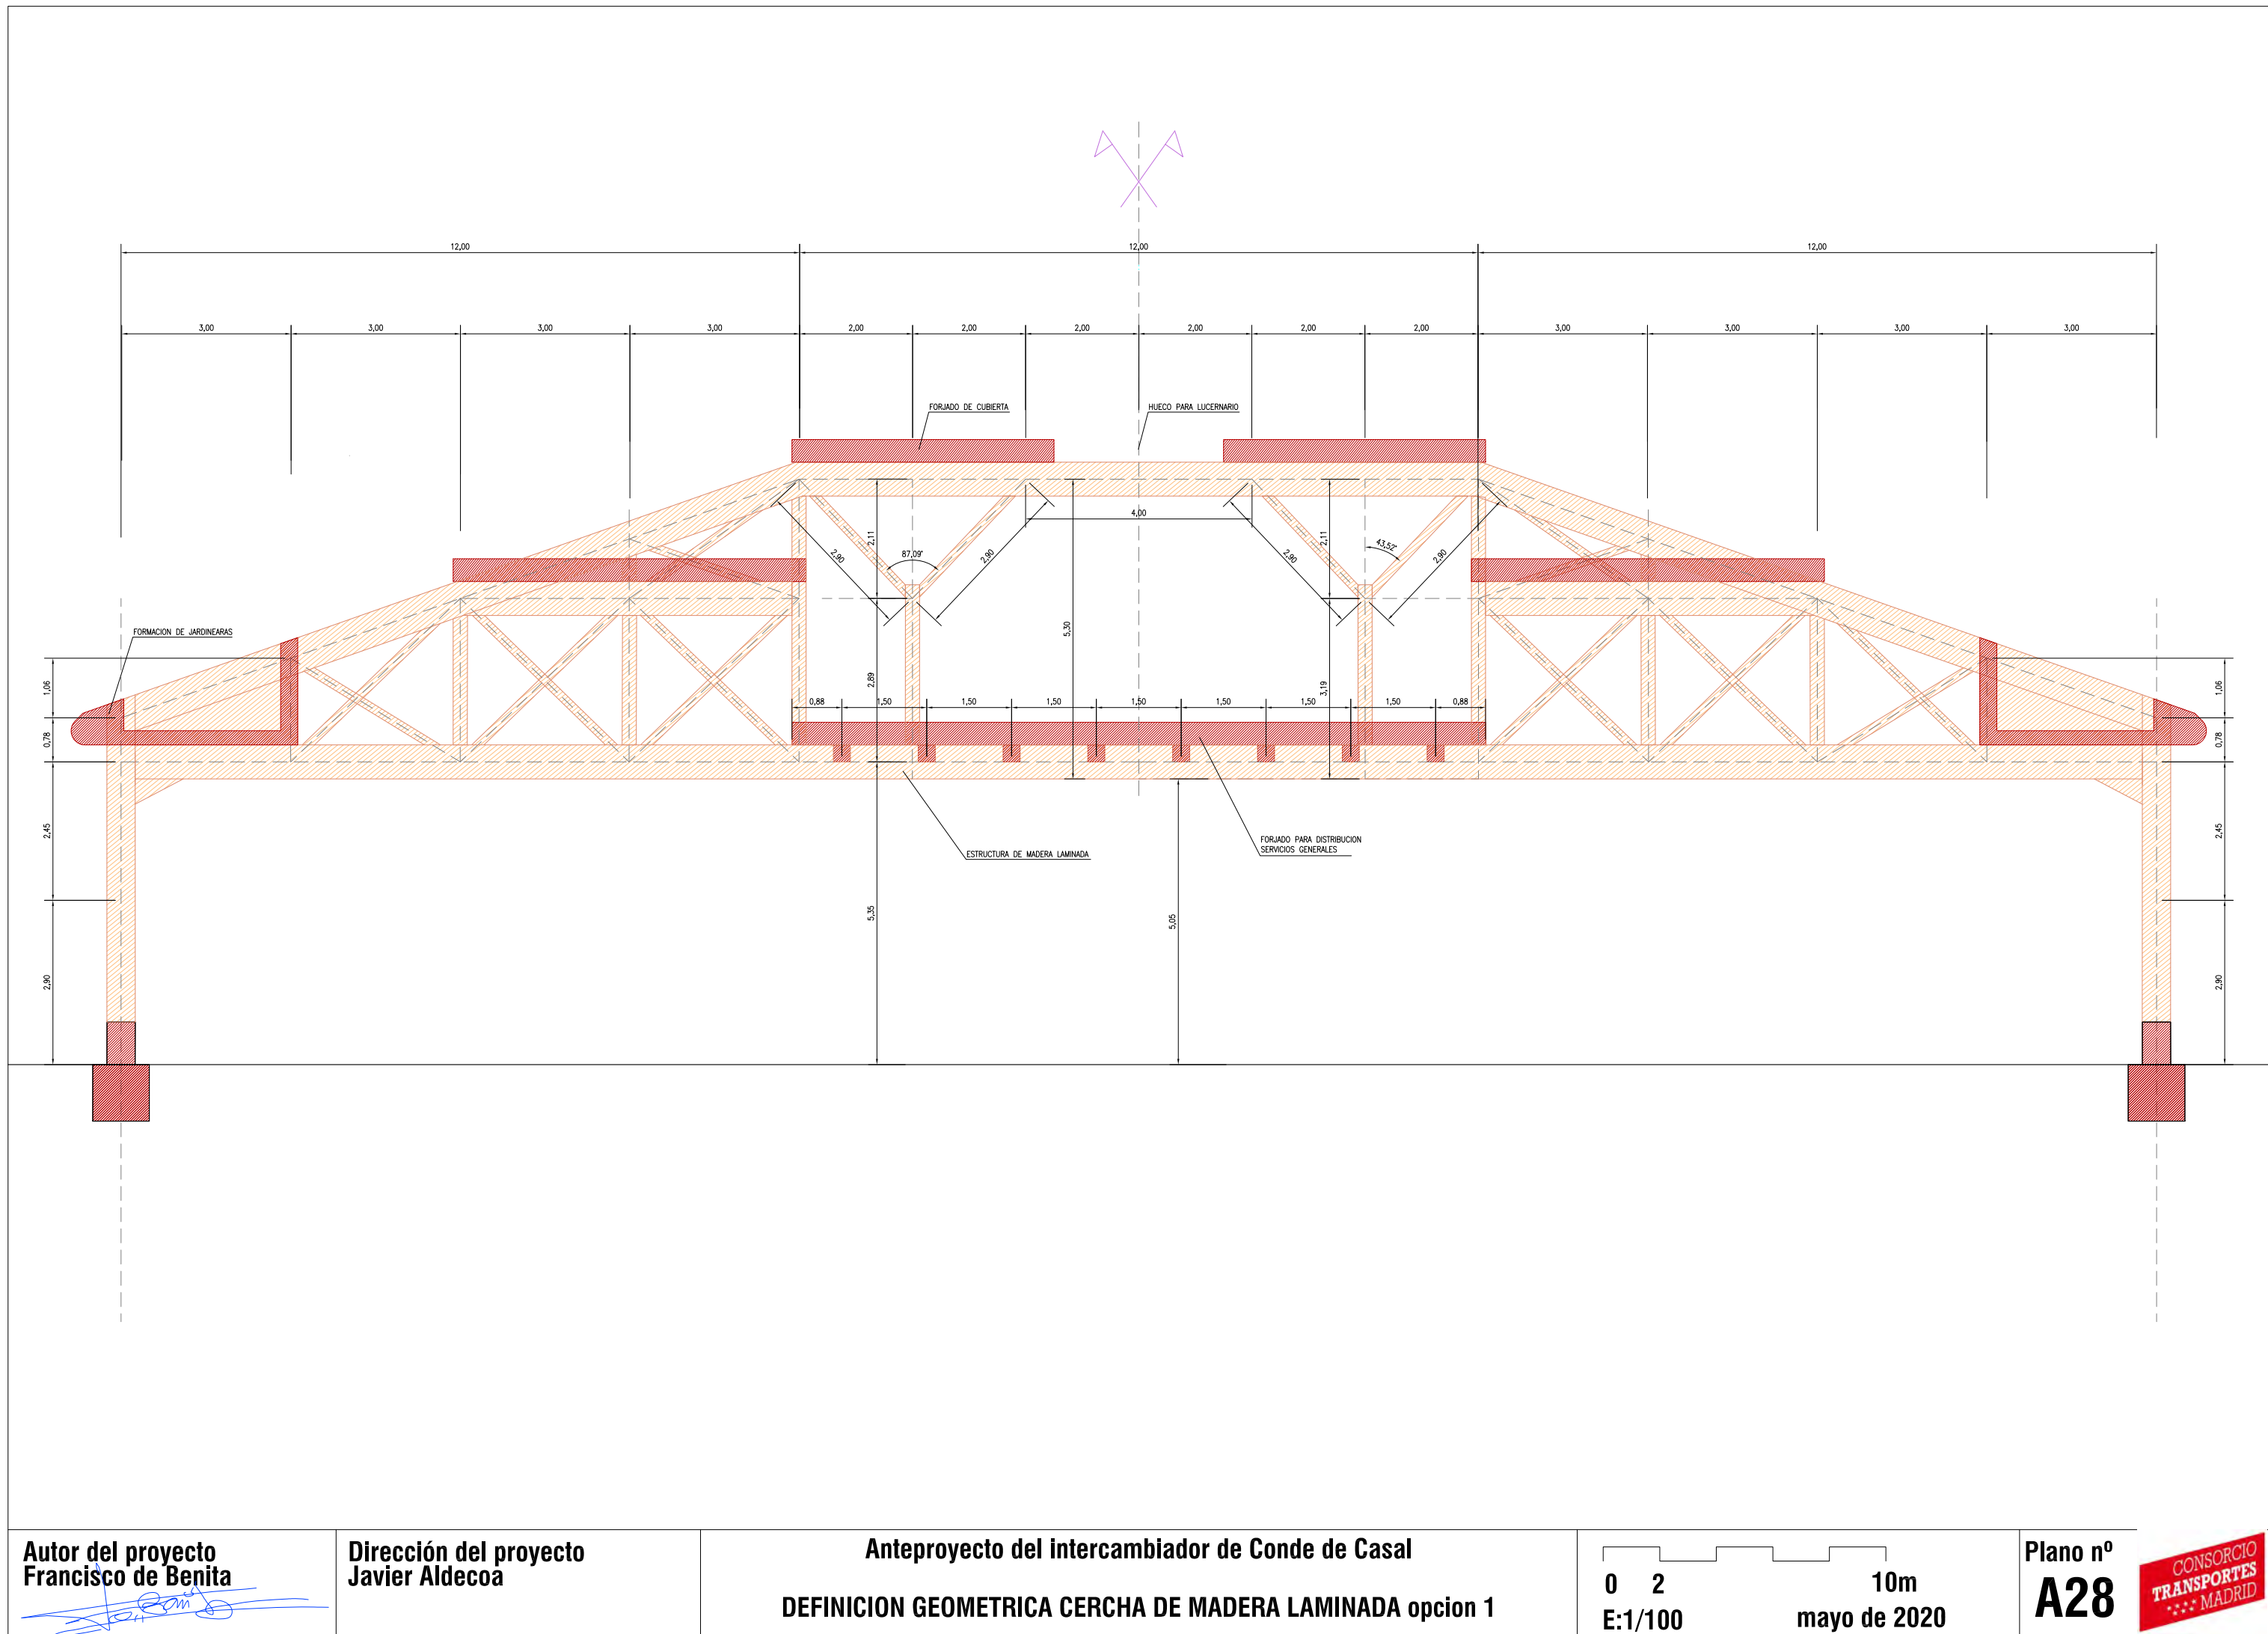 12,00 12,00 12,00
3,00 3,00 3,00 3,00 2,00 2,00 2,00 2,00 2,00 2,00 3,00 3,00 3,00 3,00
FORJADO DE CUBIERTA
HUECO PARA LUCERNARIO
4,00
2,11 2,11
87,09° 43,52°
2,90 2,90 2,90 2,90
FORMACION DE JARDINEARAS
5,30
1,06 2,89 3,19 1,06
0,88 1,50 1,50 1,50 1,50 1,50 1,50 1,50 0,88
0,78 0,78
2,45 2,45
FORJADO PARA DISTRIBUCION
SERVICIOS GENERALES
ESTRUCTURA DE MADERA LAMINADA
5,35 5,05
2,90 2,90
Autor del proyecto
Francisco de Benita
Dirección del proyecto
Javier Aldecoa
Anteproyecto del intercambiador de Conde de Casal
DEFINICION GEOMETRICA CERCHA DE MADERA LAMINADA opcion 1
0 2 10m
E:1/100 mayo de 2020
Plano nº
A28
CONSORCIO
TRANSPORTES
MADRID